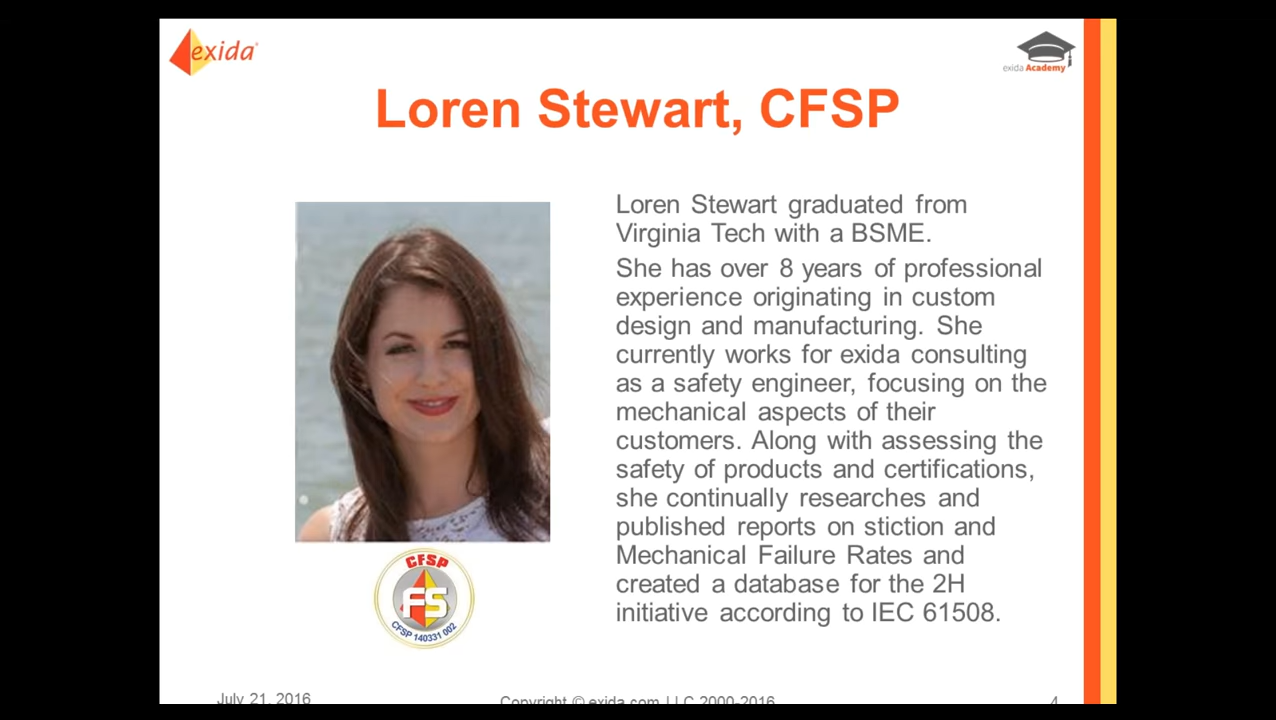 exida
exida Academy
Loren Stewart, CFSP
Loren Stewart graduated from
Virginia Tech with a BSME.
She has over 8 years of professional
experience originating in custom
design and manufacturing. She
currently works for exida consulting
as a safety engineer, focusing on the
mechanical aspects of their
customers. Along with assessing the
safety of products and certifications,
she continually researches and
published reports on stiction and
Mechanical Failure Rates and
created a database for the 2H
initiative according to IEC 61508.
CFSP
FS
CFSP 140331 002
July 21, 2016
Copyright © exida.com LLC 2000-2016
4